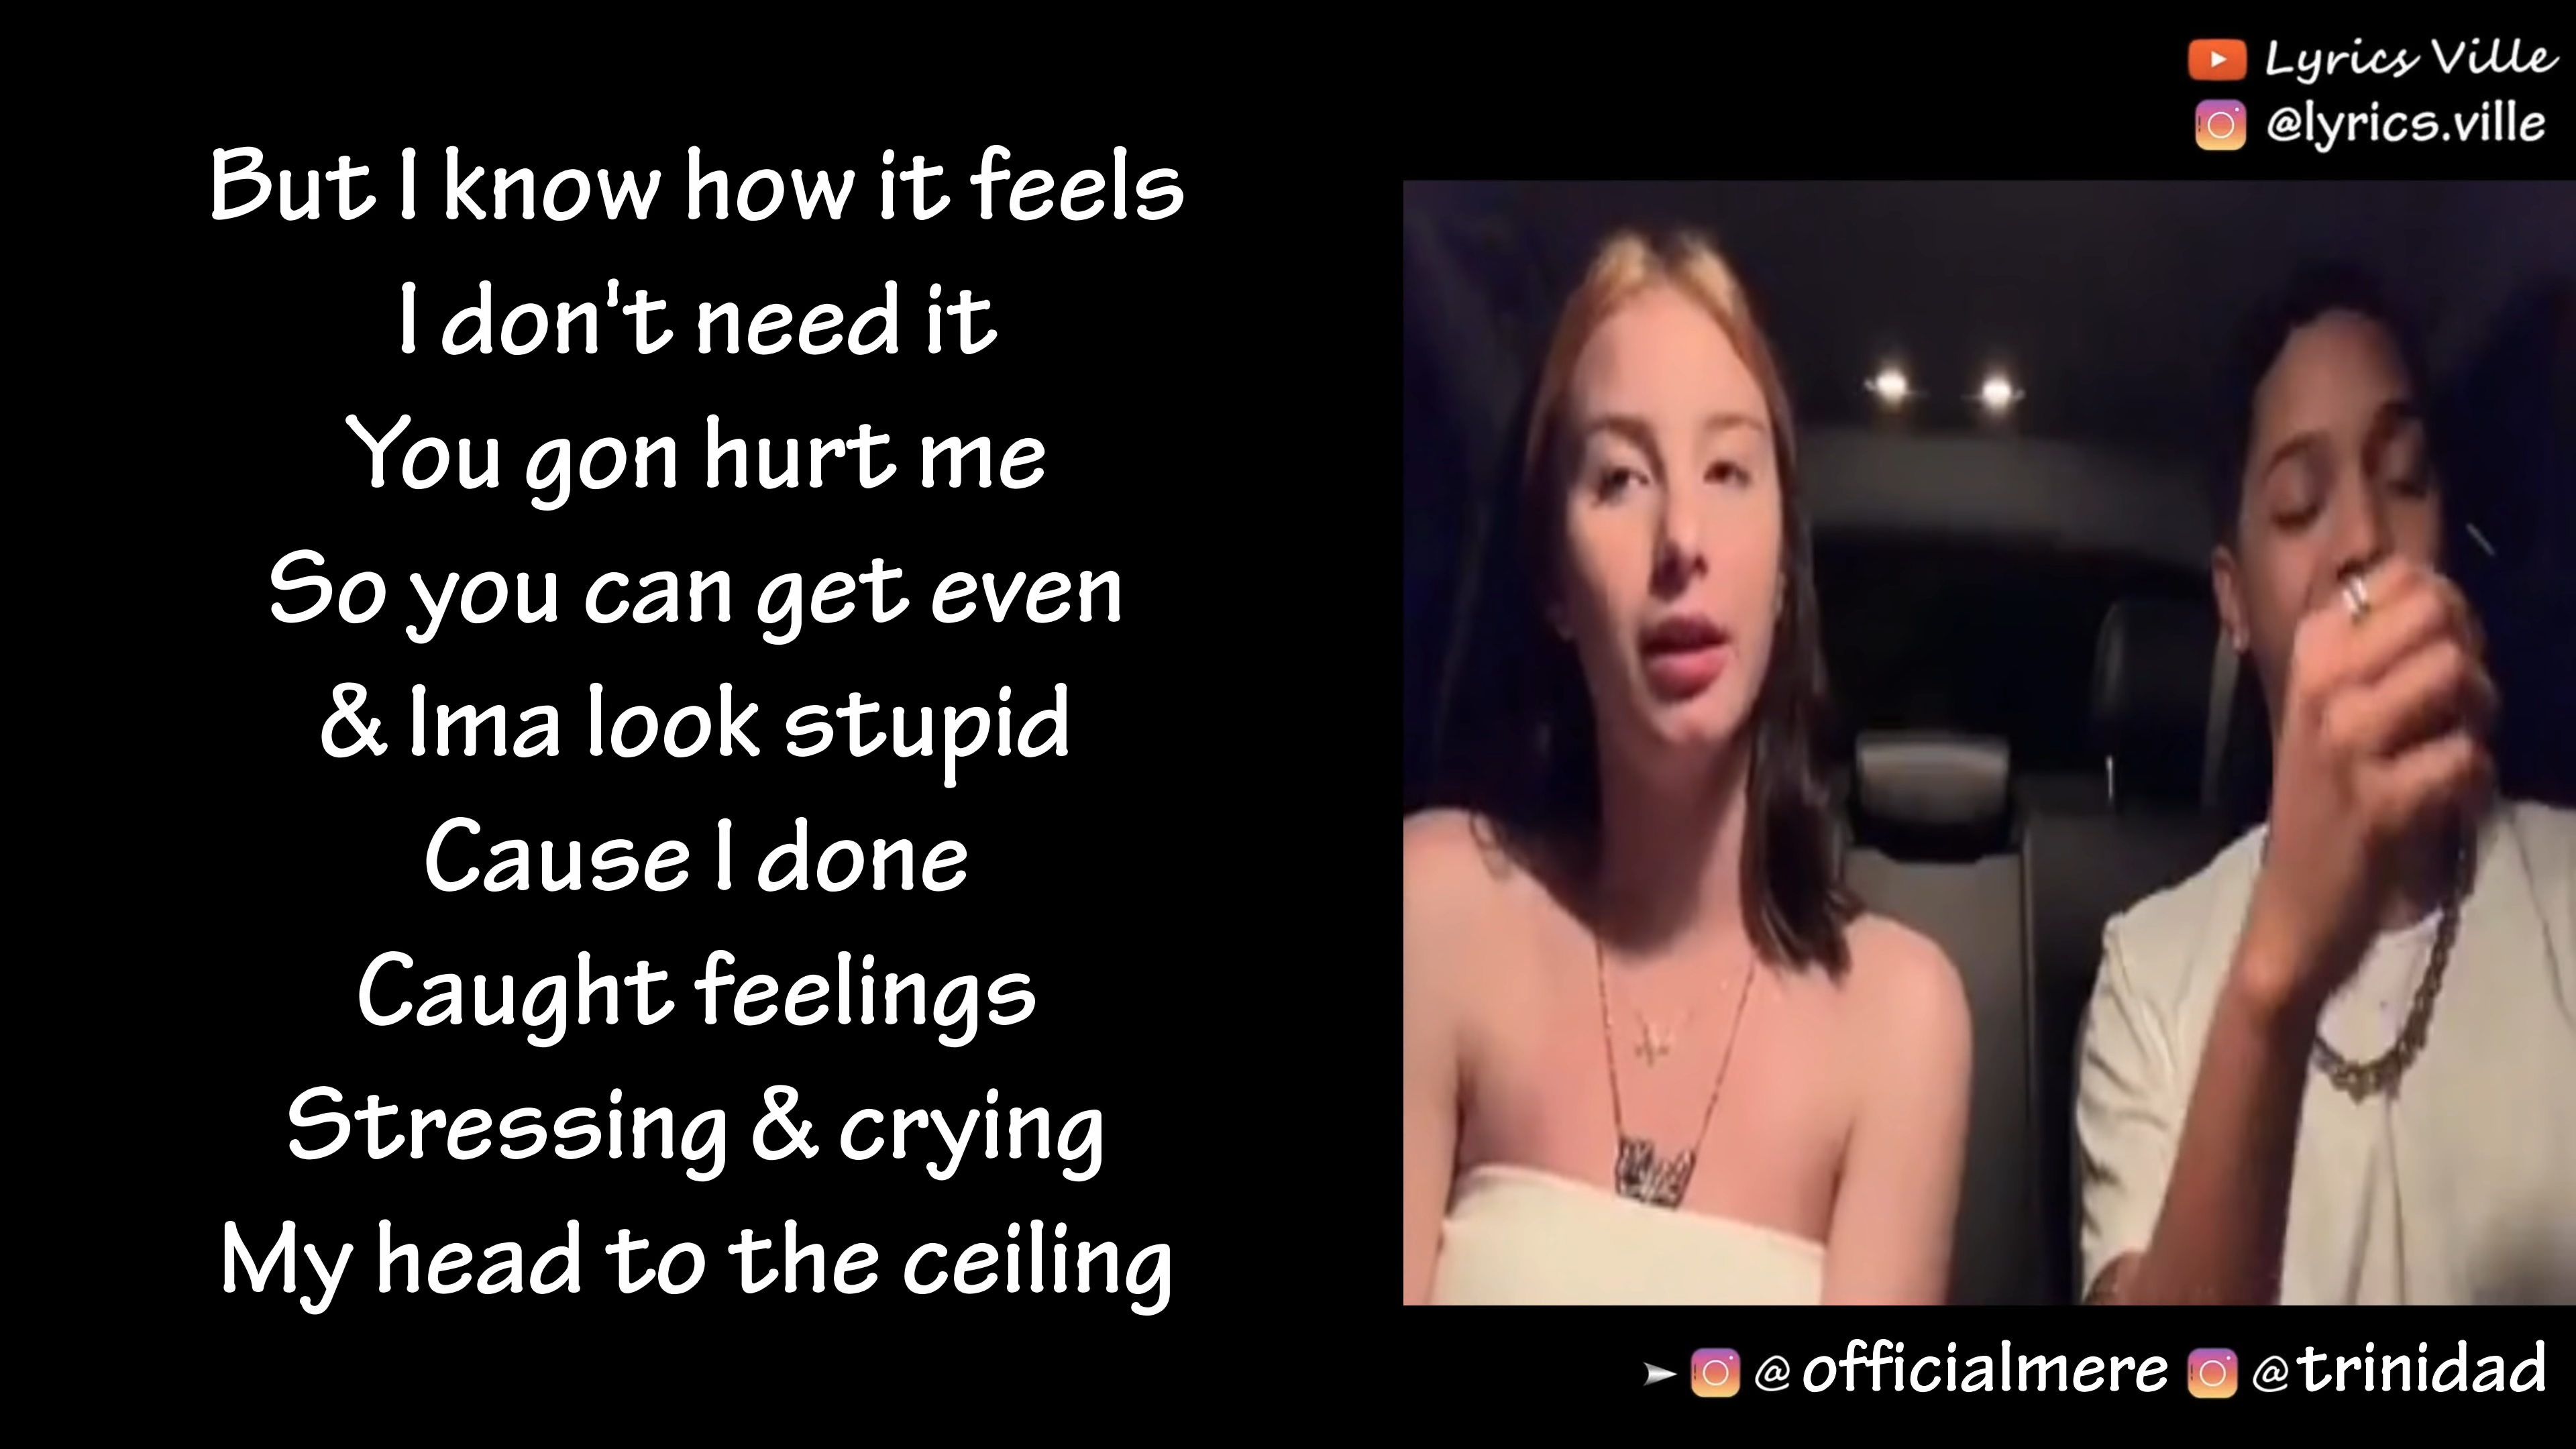 Lyrics Ville
@lyrics.ville
But I know how it feels
I don't need it
You gon hurt me
So you can get even
& Ima look stupid
Cause I done
Caught feelings
Stressing & crying
My head to the ceiling
@officialmere @trinidad